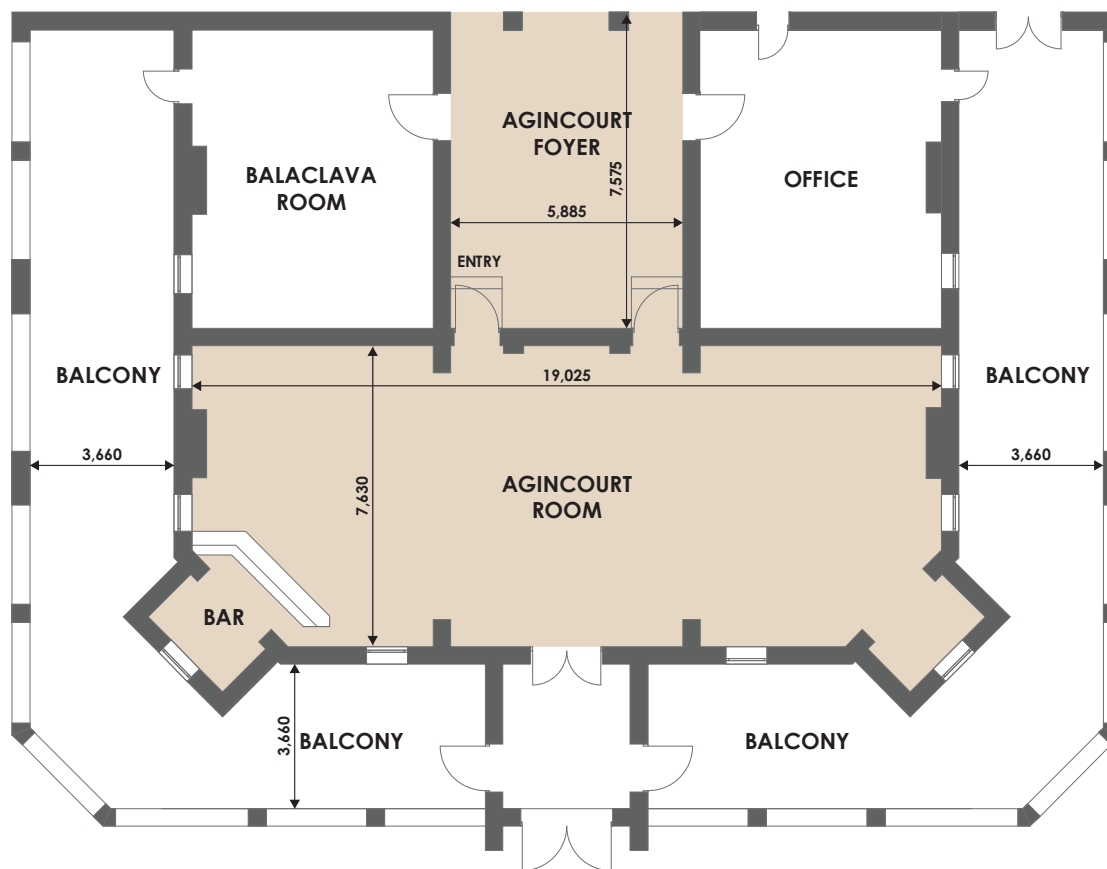 AGINCOURT
FOYER
7,575
BALACLAVA
ROOM
OFFICE
5,885
ENTRY
BALCONY
19,025
BALCONY
3,660
7,630
AGINCOURT
ROOM
3,660
BAR
3,660
BALCONY
BALCONY